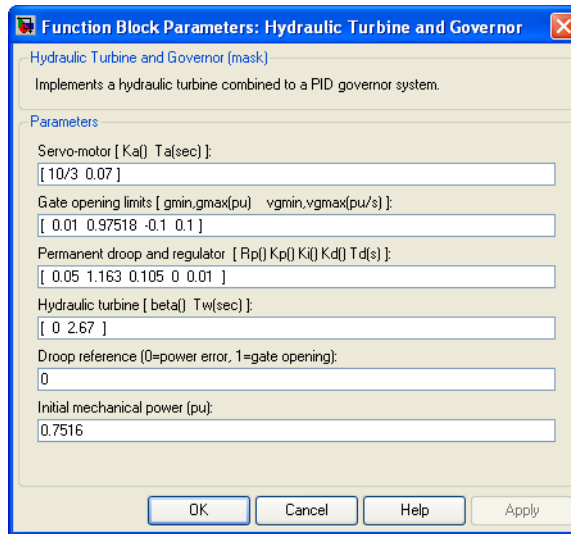 Function Block Parameters: Hydraulic Turbine and Governor
Hydraulic Turbine and Governor (mask)
Implements a hydraulic turbine combined to a PID governor system.
Parameters
Servo-motor [ Ka() Ta(sec) ]:
[ 10/3 0.07 ]
Gate opening limits [ gmin,gmax(pu) vgmin,vgmax(pu/s) ]:
[ 0.01 0.97518 -0.1 0.1 ]
Permanent droop and regulator [ Rp() Kp() Ki() Kd() Td(s) ]:
[ 0.05 1.163 0.105 0 0.01 ]
Hydraulic turbine [ beta() Tw(sec) ]:
[ 0 2.67 ]
Droop reference (0=power error, 1=gate opening):
0
Initial mechanical power (pu):
0.7516
OK Cancel Help Apply